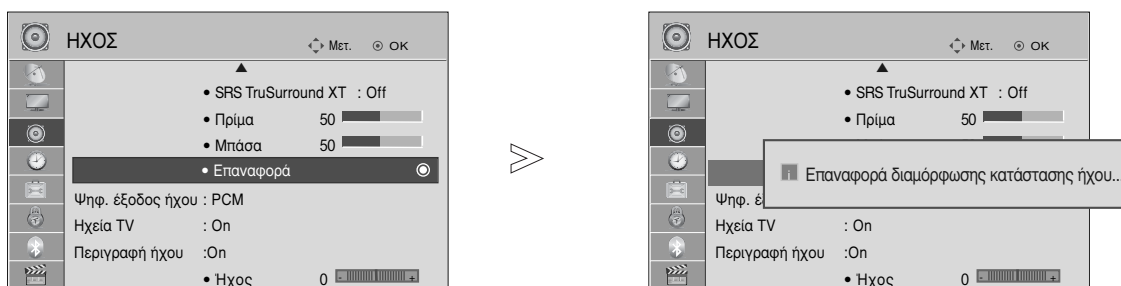 ΗΧΟΣ Μετ. OK
• SRS TruSurround XT : Off
• Πρίμα 50
• Μπάσα 50
• Επαναφορά
Ψηφ. έξοδος ήχου : PCM
Ηχεία TV : On
Περιγραφή ήχου :On
• Ήχος 0 - +
ΗΧΟΣ Μετ. OK
• SRS TruSurround XT : Off
• Πρίμα 50
i Επαναφορά διαμόρφωσης κατάστασης ήχου...
Ψηφ. έ
Ηχεία TV : On
Περιγραφή ήχου :On
• Ήχος 0 - +